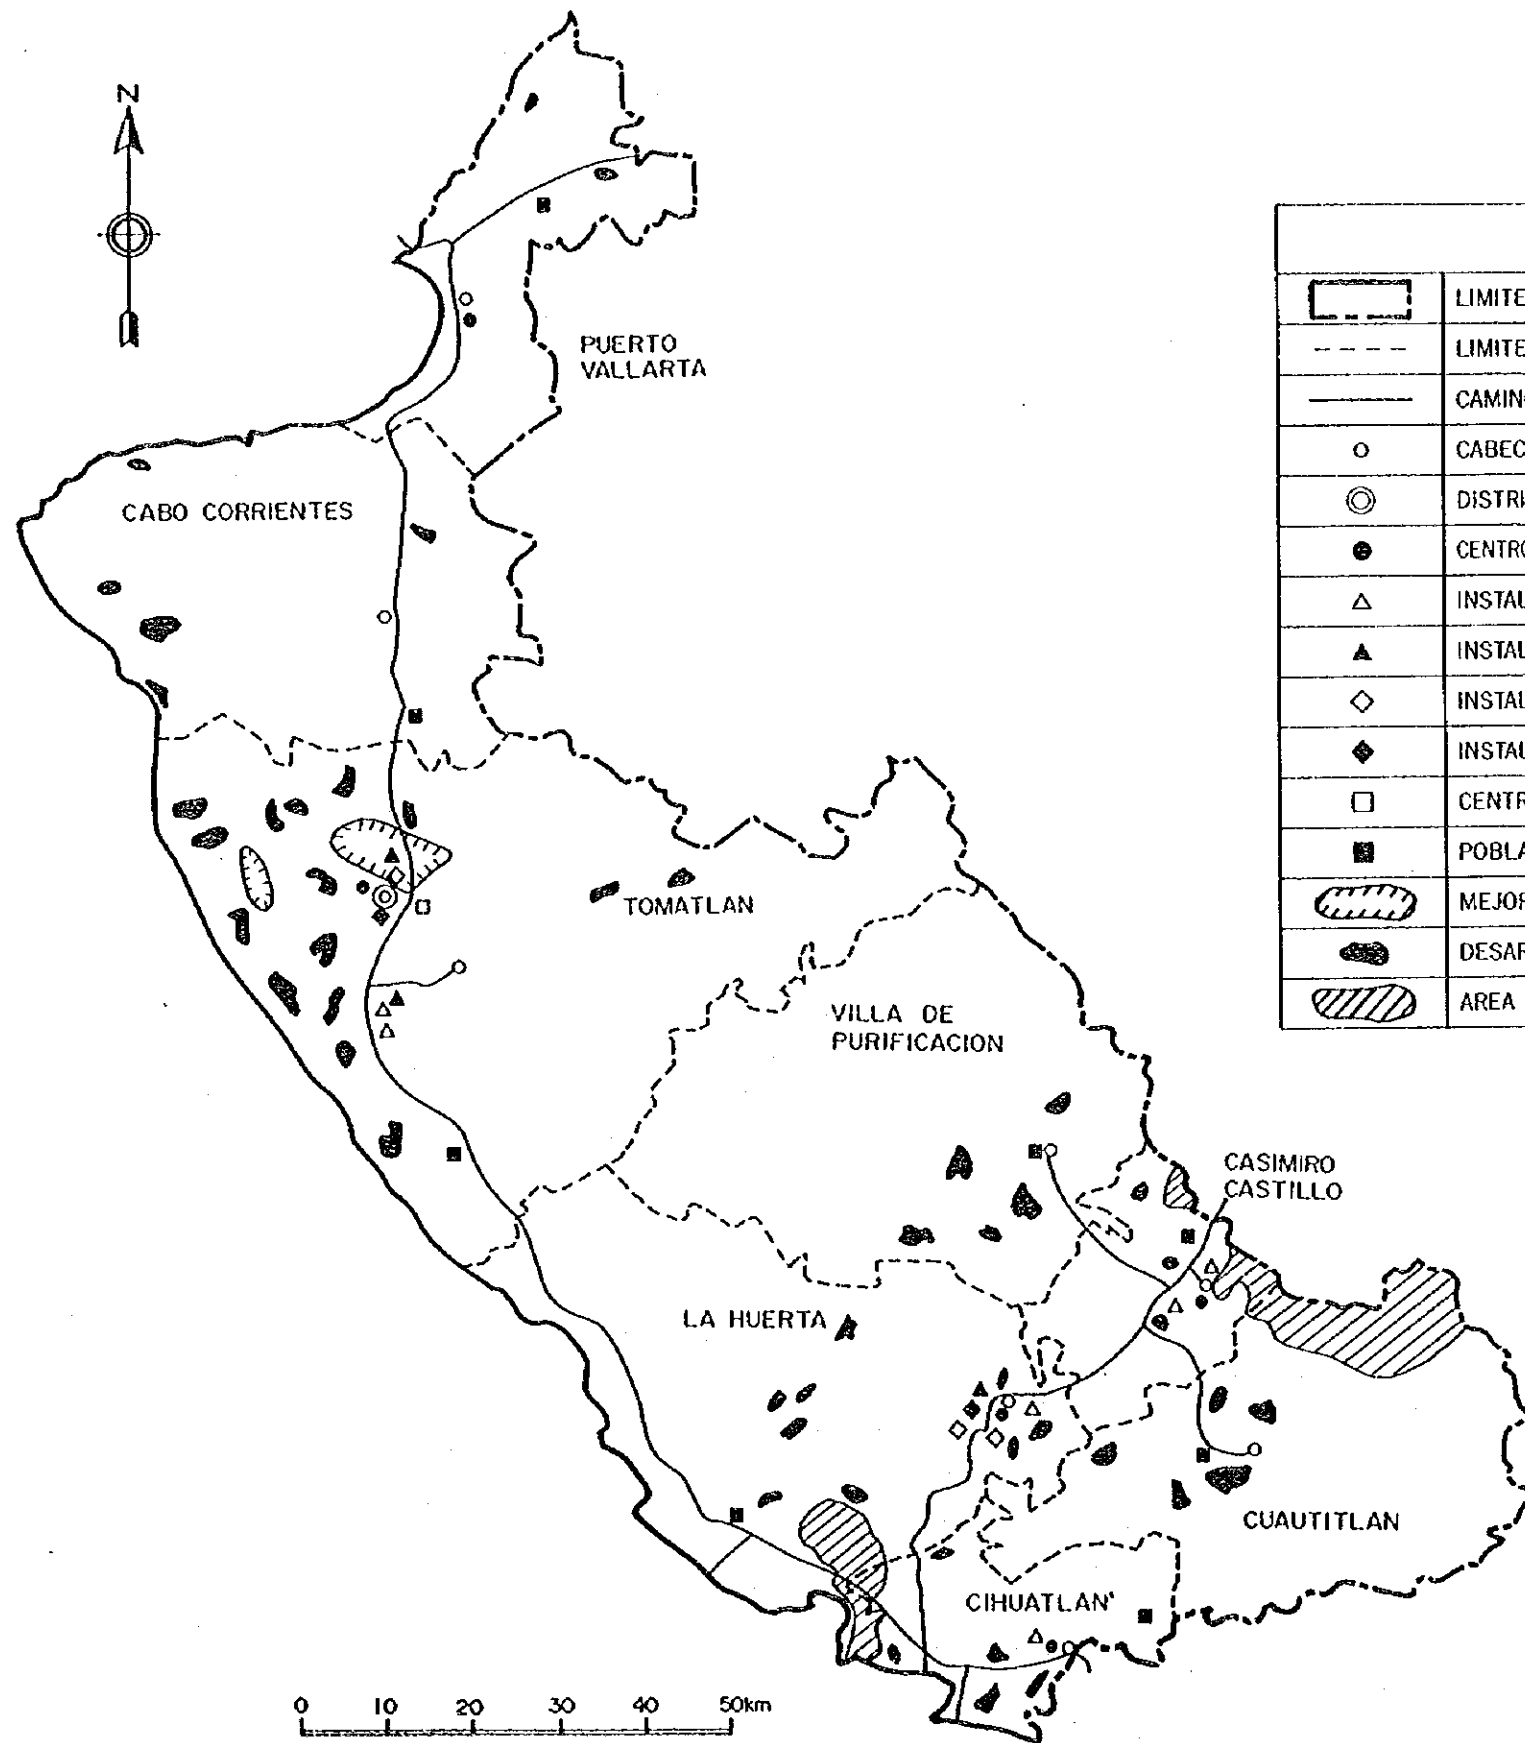 N
PUERTO
VALLARTA
CABO CORRIENTES
TOMATLAN
VILLA DE
PURIFICACION
CASIMIRO
CASTILLO
LA HUERTA
CUAUTITLAN
CIHUATLAN
0 10 20 30 40 50km
LIMITE
LIMITE
CAMIN
CABEC
DISTRI
CENTRO
INSTAL
INSTAL
INSTAL
INSTAL
CENTR
POBLA
MEJOR
DESAR
AREA